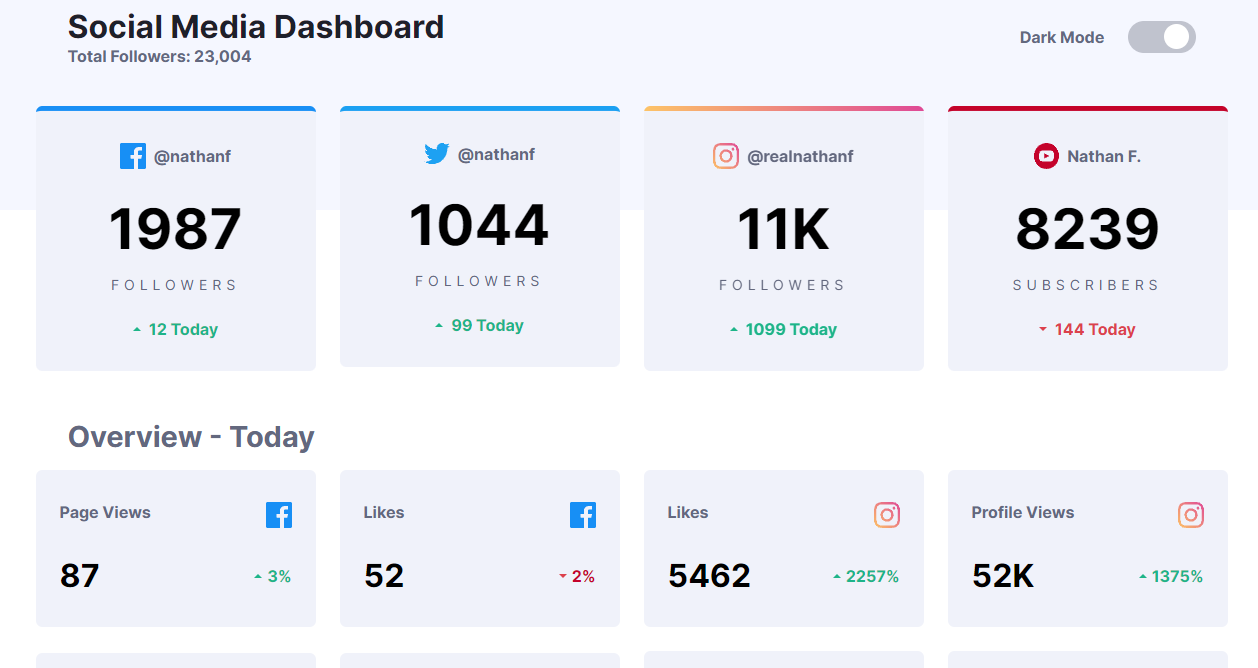 Social Media Dashboard
Total Followers: 23,004
Dark Mode
@nathanf
1987
FOLLOWERS
12 Today
@nathanf
1044
FOLLOWERS
99 Today
@realnathanf
11K
FOLLOWERS
1099 Today
Nathan F.
8239
SUBSCRIBERS
144 Today
Overview - Today
Page Views
87
3%
Likes
52
2%
Likes
5462
2257%
Profile Views
52K
1375%